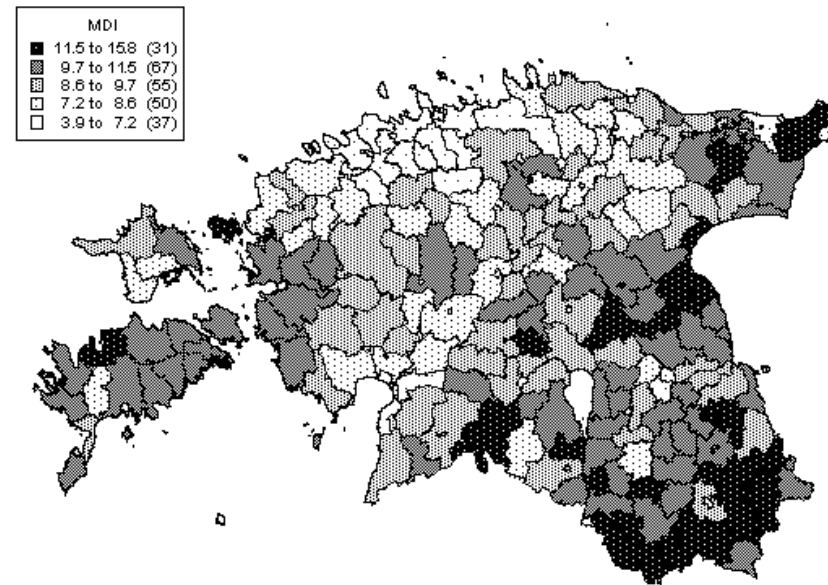 MDI
11.5 to 15.8 (31)
9.7 to 11.5 (67)
8.6 to 9.7 (55)
7.2 to 8.6 (50)
3.9 to 7.2 (37)